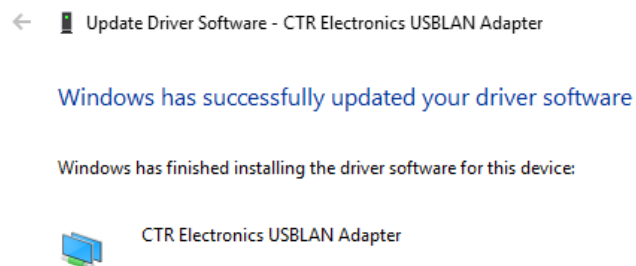 Update Driver Software - CTR Electronics USBLAN Adapter
Windows has successfully updated your driver software
Windows has finished installing the driver software for this device:
CTR Electronics USBLAN Adapter